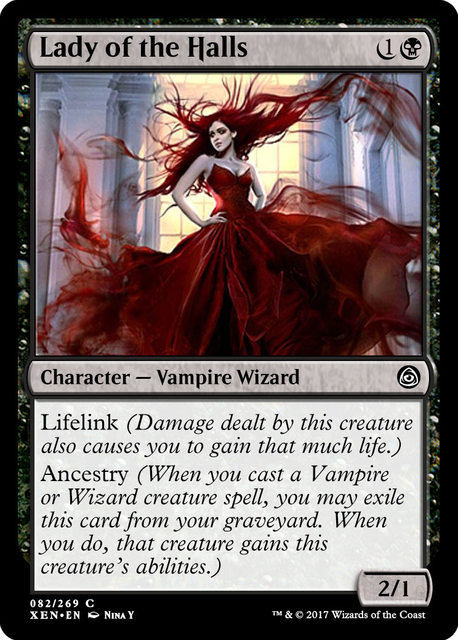 Lady of the Halls 1
Character — Vampire Wizard
Lifelink (Damage dealt by this creature
also causes you to gain that much life.)
Ancestry (When you cast a Vampire
or Wizard creature spell, you may exile
this card from your graveyard. When
you do, that creature gains this
creature's abilities.)
2/1
082/269 C
XEN•EN Nina Y ™ & © 2017 Wizards of the Coast